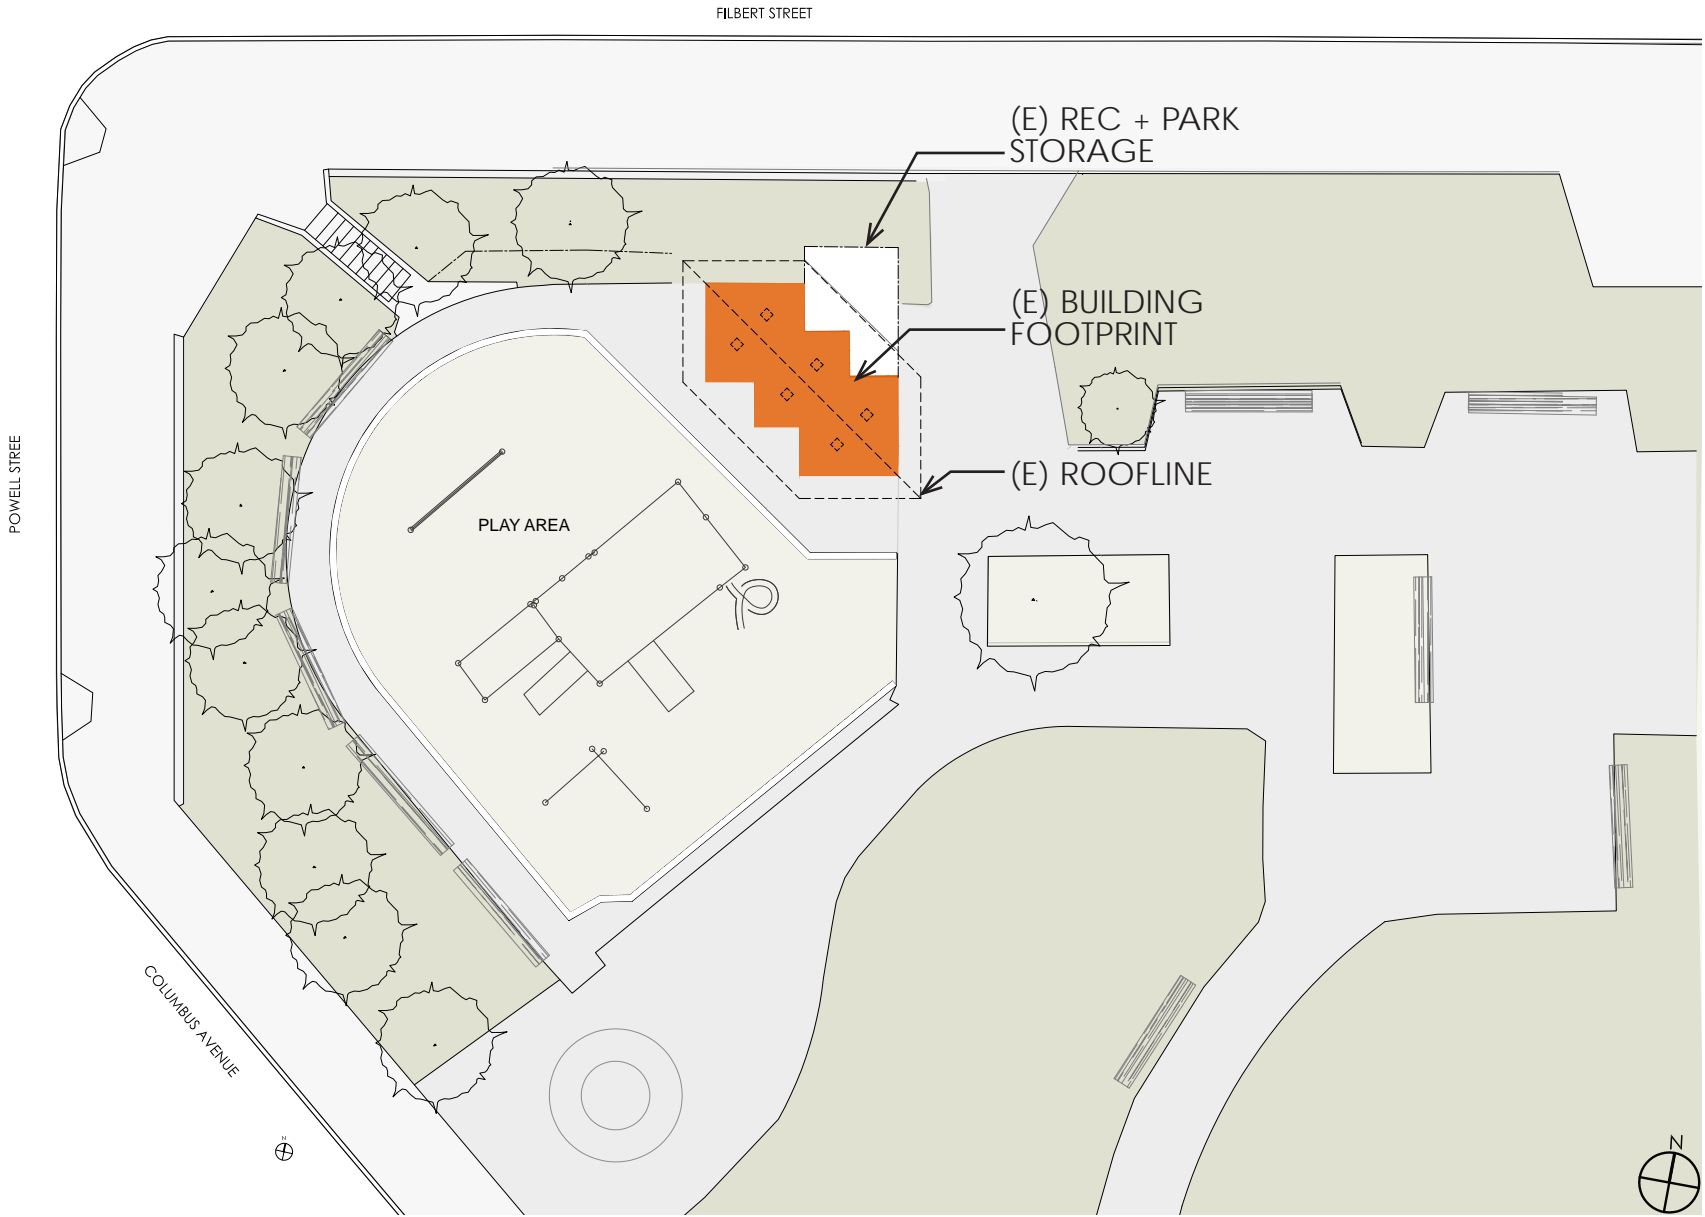 FILBERT STREET
(E) REC + PARK
STORAGE
(E) BUILDING
FOOTPRINT
(E) ROOFLINE
PLAY AREA
POWELL STREE
COLUMBUS AVENUE
N
N